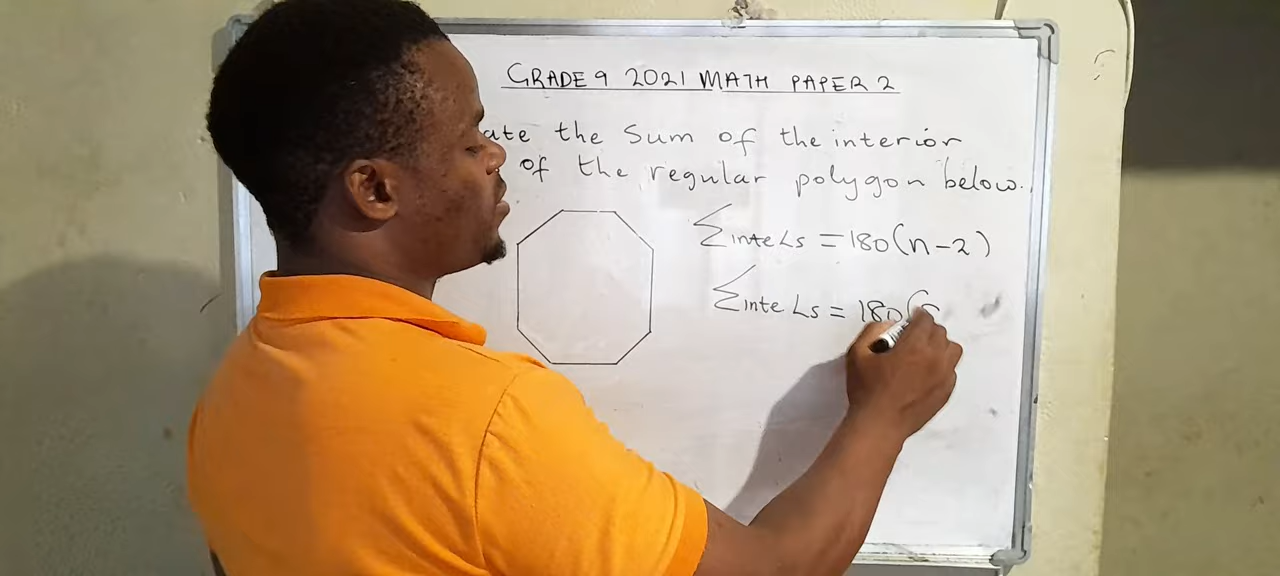 GRADE 9 2021 MATH PAPER 2
ate the Sum of the interior
of the regular polygon below.
∑inte∠s = 180(n-2)
∑inte∠s = 180(